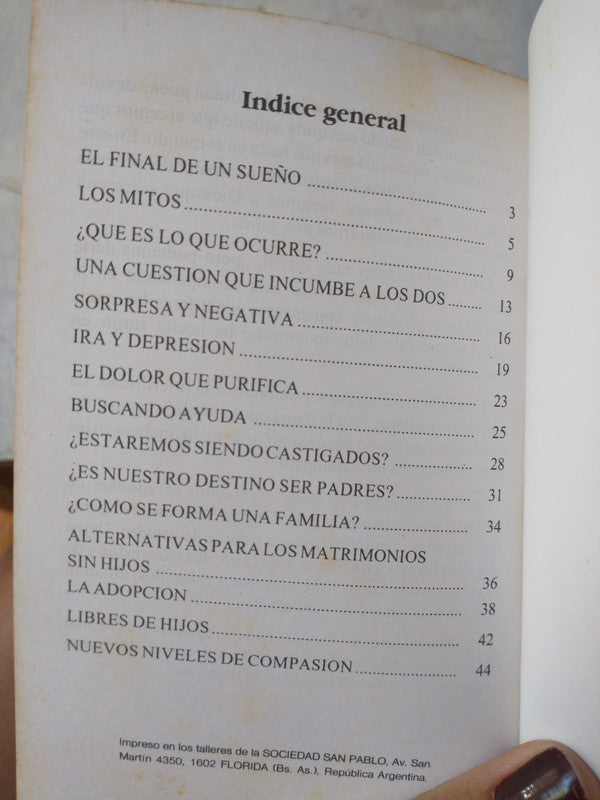 Indice general
EL FINAL DE UN SUEÑO ........ 3
LOS MITOS ........ 5
¿QUE ES LO QUE OCURRE? ........ 9
UNA CUESTION QUE INCUMBE A LOS DOS ........ 13
SORPRESA Y NEGATIVA ........ 16
IRA Y DEPRESION ........ 19
EL DOLOR QUE PURIFICA ........ 23
BUSCANDO AYUDA ........ 25
¿ESTAREMOS SIENDO CASTIGADOS? ........ 28
¿ES NUESTRO DESTINO SER PADRES? ........ 31
¿COMO SE FORMA UNA FAMILIA? ........ 34
ALTERNATIVAS PARA LOS MATRIMONIOS
SIN HIJOS ........ 36
LA ADOPCION ........ 38
LIBRES DE HIJOS ........ 42
NUEVOS NIVELES DE COMPASION ........ 44
Impreso en los talleres de la SOCIEDAD SAN PABLO, Av. San
Martín 4350, 1602 FLORIDA (Bs. As.), República Argentina.